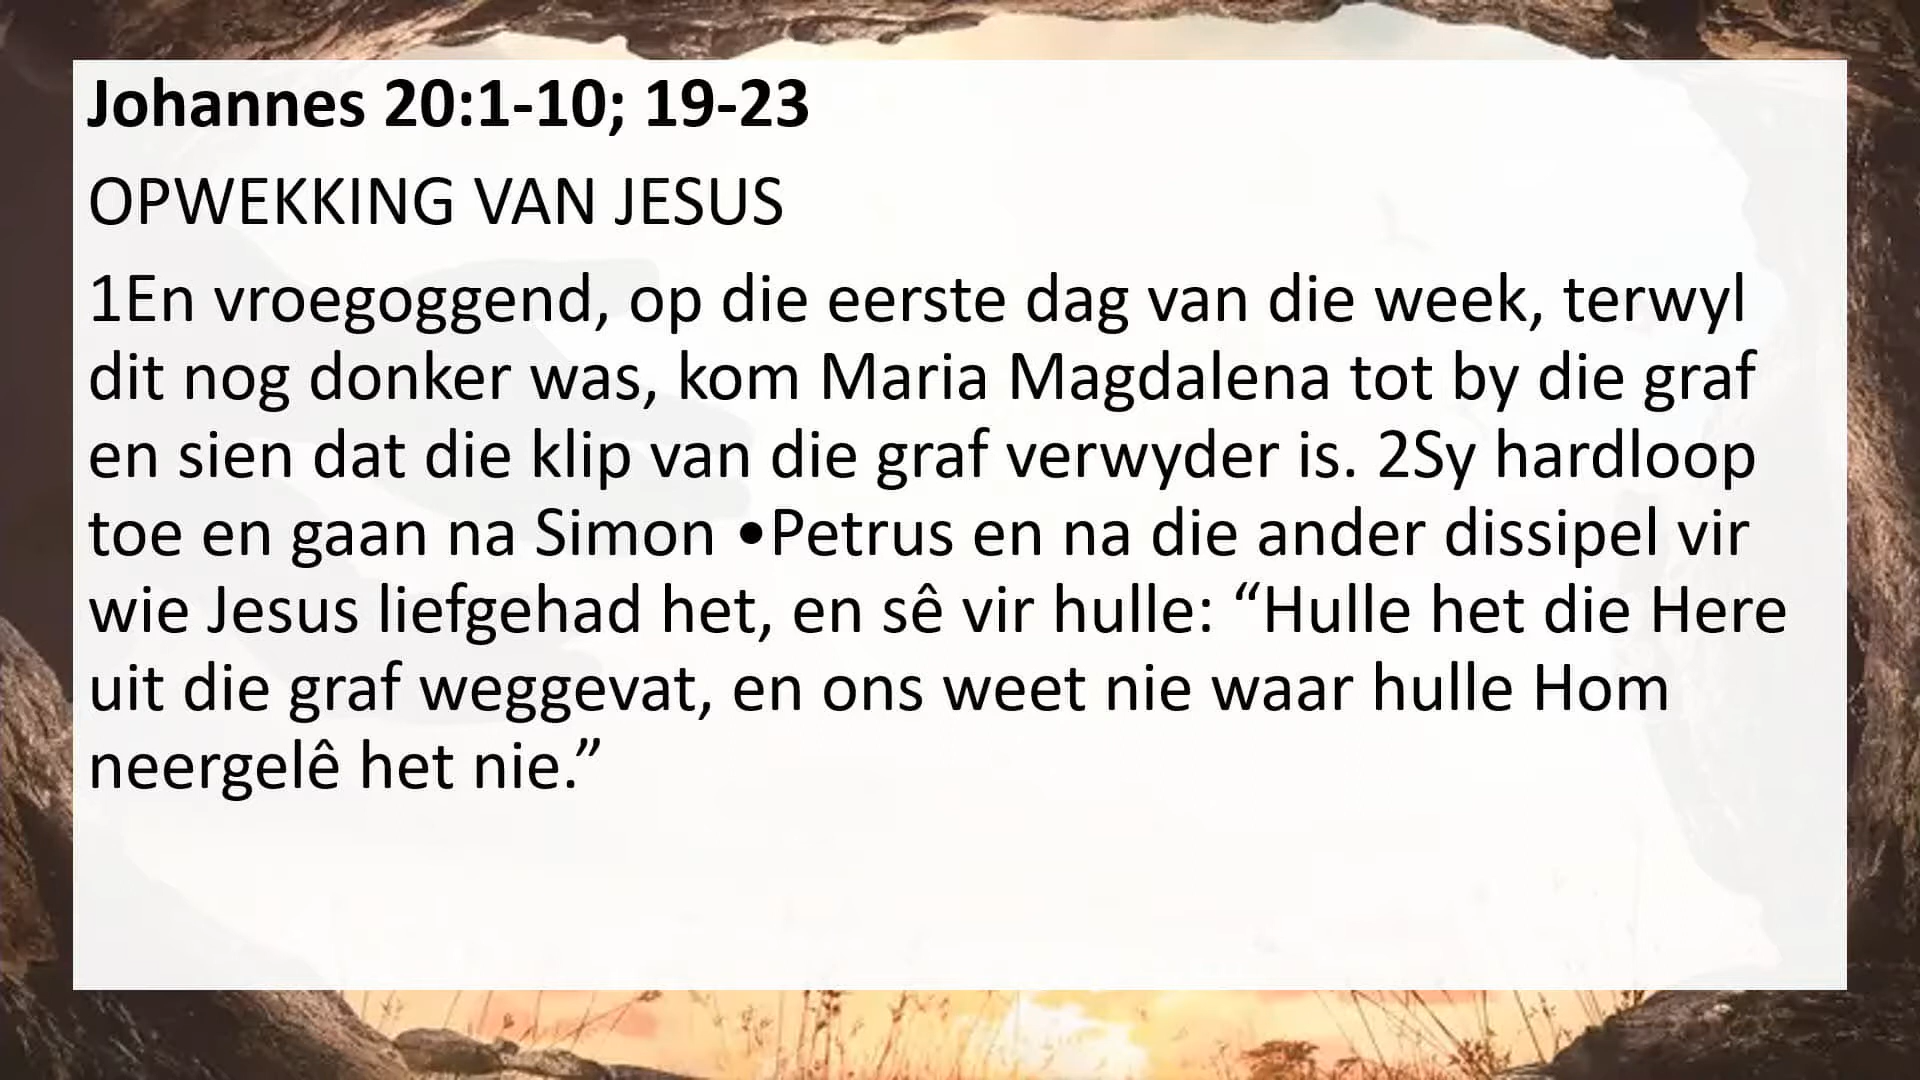 Johannes 20:1-10; 19-23
OPWEKKING VAN JESUS
1En vroegoggend, op die eerste dag van die week, terwyl
dit nog donker was, kom Maria Magdalena tot by die graf
en sien dat die klip van die graf verwyder is. 2Sy hardloop
toe en gaan na Simon •Petrus en na die ander dissipel vir
wie Jesus liefgehad het, en sê vir hulle: “Hulle het die Here
uit die graf weggevat, en ons weet nie waar hulle Hom
neergelê het nie.”